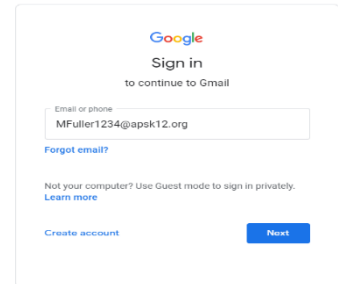 Google
Sign in
to continue to Gmail
Email or phone
MFuller1234@apsk12.org
Forgot email?
Not your computer? Use Guest mode to sign in privately.
Learn more
Create account
Next